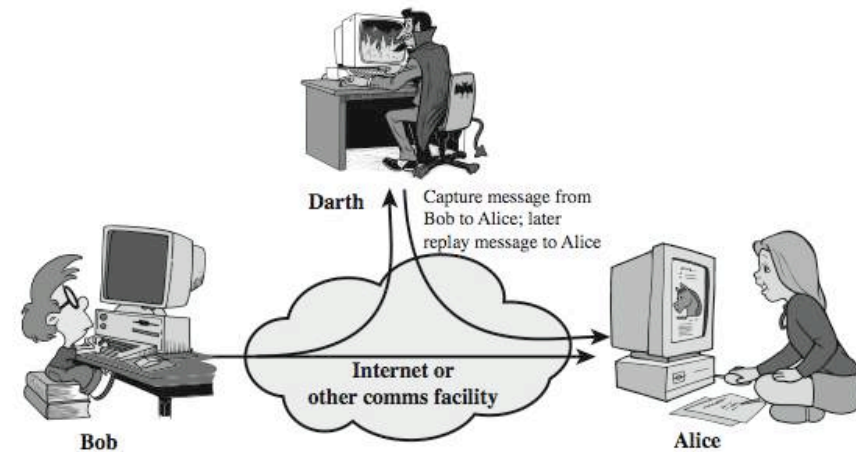 Darth
Capture message from
Bob to Alice; later
replay message to Alice
Internet or
other comms facility
Bob
Alice